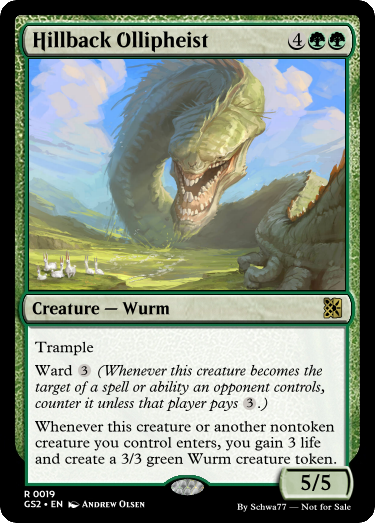 Hillback Ollipheist 4
Creature — Wurm
Trample
Ward 3 (Whenever this creature becomes the
target of a spell or ability an opponent controls,
counter it unless that player pays 3.)
Whenever this creature or another nontoken
creature you control enters, you gain 3 life
and create a 3/3 green Wurm creature token.
5/5
R 0019
GS2 • EN Andrew Olsen
By Schwa77 — Not for Sale